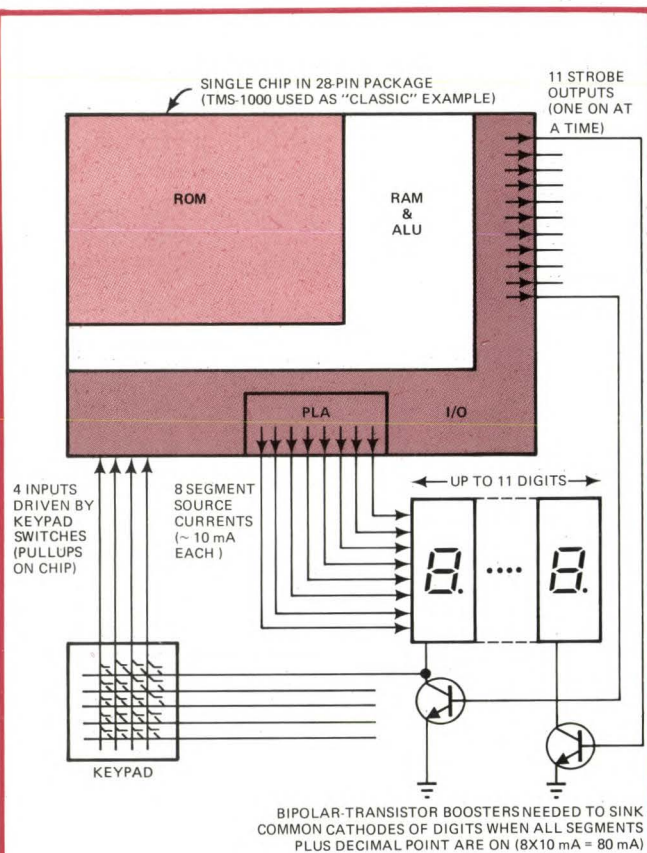 SINGLE CHIP IN 28-PIN PACKAGE
(TMS-1000 USED AS "CLASSIC" EXAMPLE)
11 STROBE
OUTPUTS
(ONE ON AT
A TIME)
ROM
RAM
&
ALU
PLA
I/O
4 INPUTS
DRIVEN BY
KEYPAD
SWITCHES
(PULLUPS
ON CHIP)
8 SEGMENT
SOURCE
CURRENTS
(~ 10 mA
EACH )
UP TO 11 DIGITS
8. .... 8.
KEYPAD
BIPOLAR-TRANSISTOR BOOSTERS NEEDED TO SINK
COMMON CATHODES OF DIGITS WHEN ALL SEGMENTS
PLUS DECIMAL POINT ARE ON (8X10 mA = 80 mA)